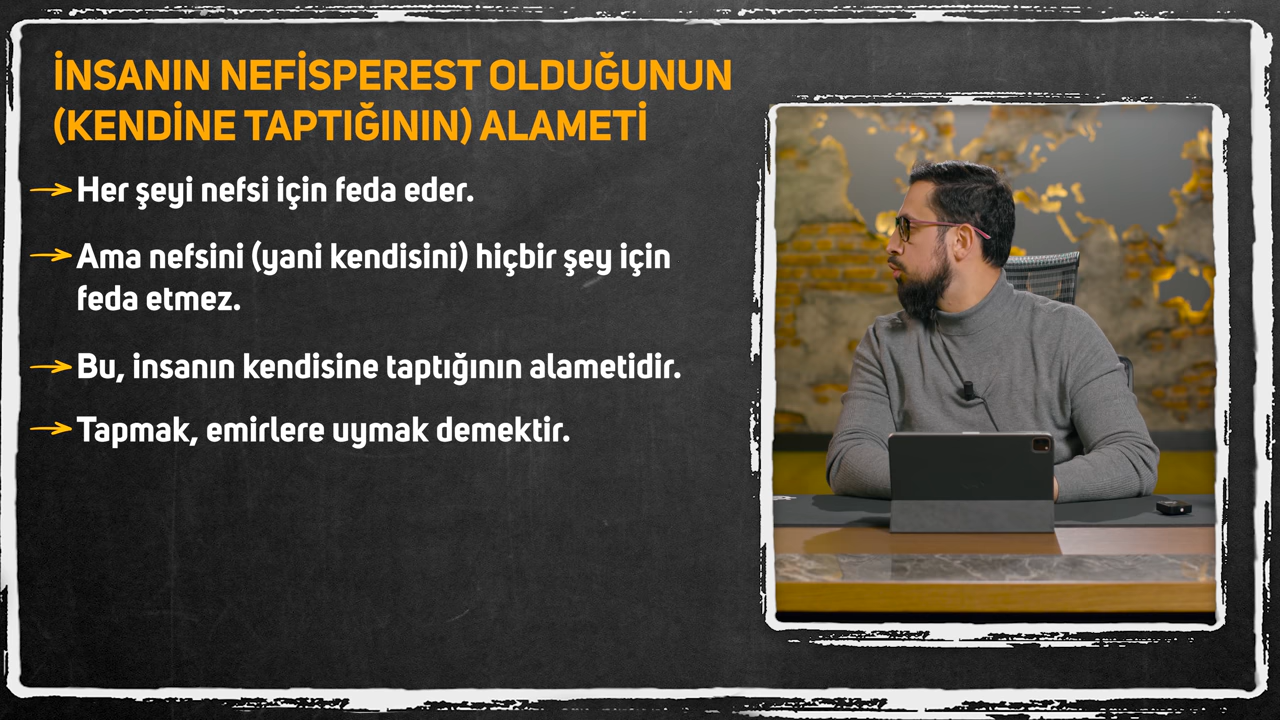 İNSANIN NEFİSPEREST OLDUĞUNUN
(KENDİNE TAPTIĞININ) ALAMETİ
Her şeyi nefsi için feda eder.
Ama nefsini (yani kendisini) hiçbir şey için
feda etmez.
Bu, insanın kendisine taptığının alametidir.
Tapmak, emirlere uymak demektir.